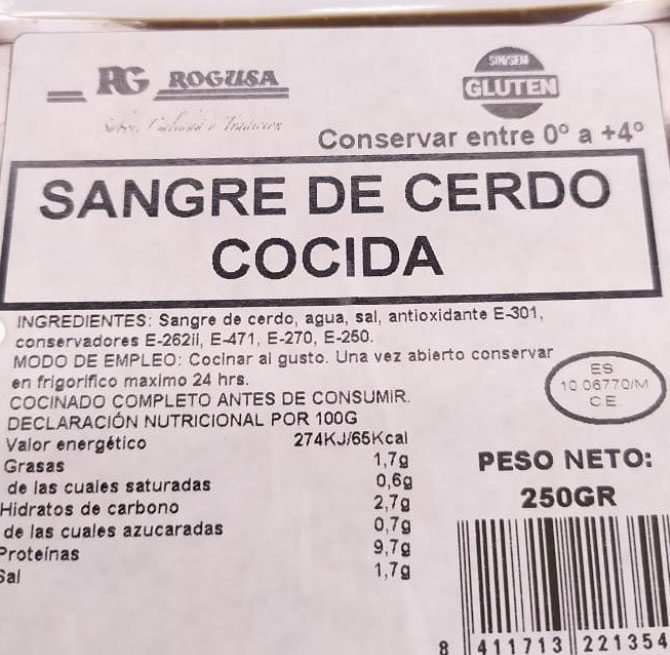 RG ROGUSA
SIN/SEN
GLUTEN
Conservar entre 0º a +4º
SANGRE DE CERDO
COCIDA
INGREDIENTES: Sangre de cerdo, agua, sal, antioxidante E-301,
conservadores E-262ii, E-471, E-270, E-250.
MODO DE EMPLEO: Cocinar al gusto. Una vez abierto conservar
en frigorifico maximo 24 hrs.
COCINADO COMPLETO ANTES DE CONSUMIR.
DECLARACIÓN NUTRICIONAL POR 100G
Valor energético 274KJ/65Kcal
Grasas 1,7g
de las cuales saturadas 0,6g
Hidratos de carbono 2,7g
de las cuales azucaradas 0,7g
Proteínas 9,7g
Sal 1,7g
ES
10.06770/M
CE
PESO NETO:
250GR
8 411713 221354